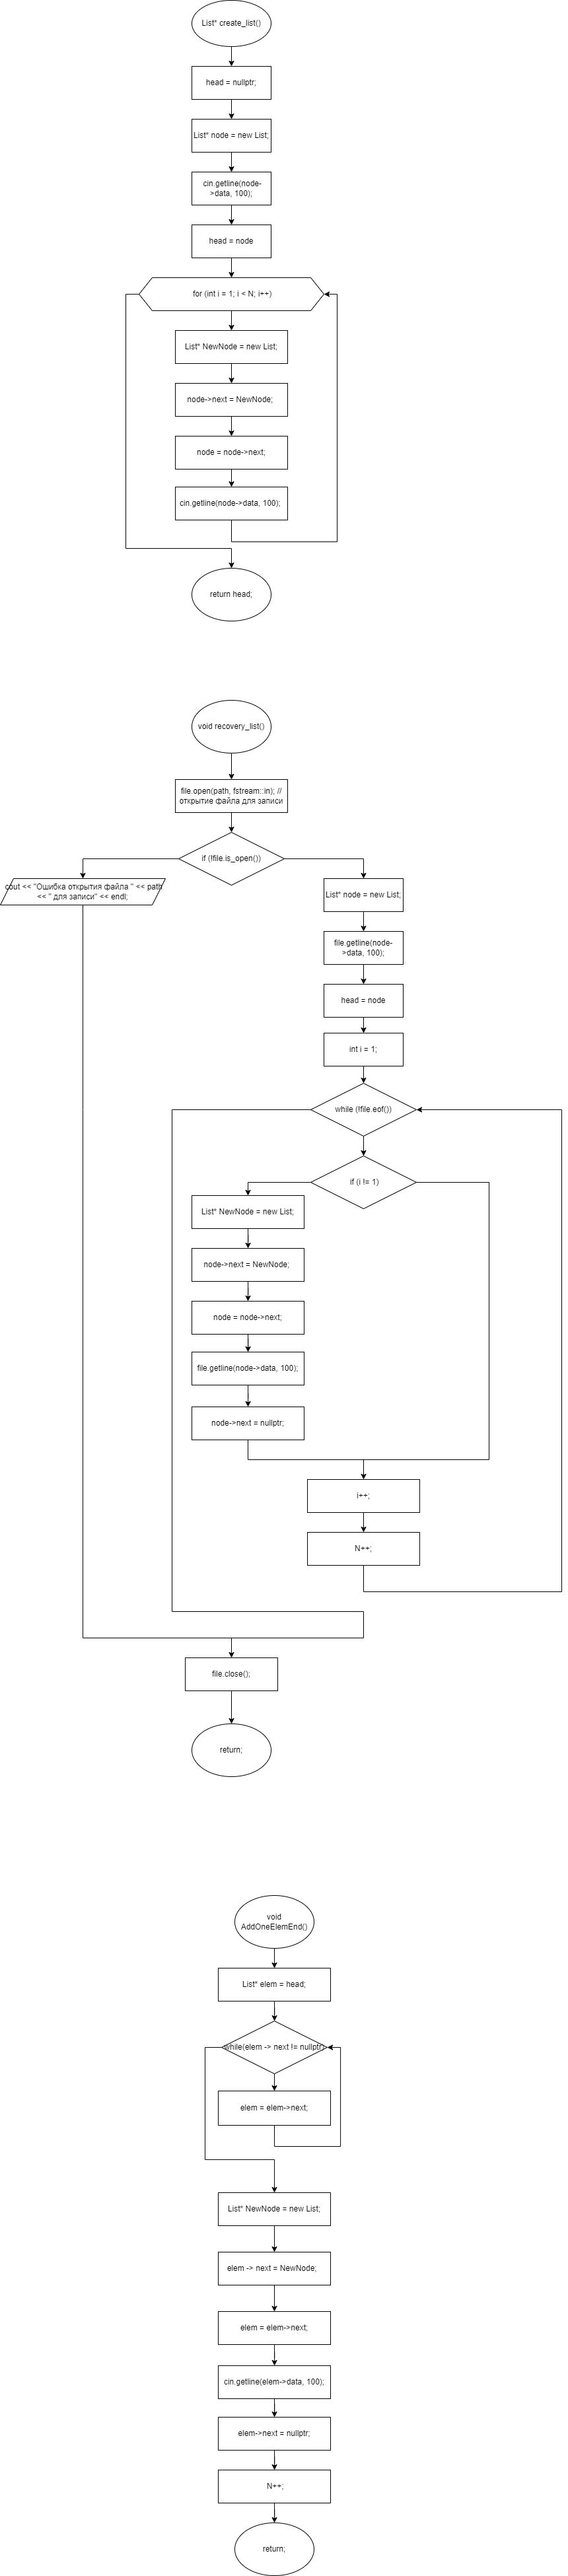 List* create_list()
head = nullptr;
List* node = new List;
cin.getline(node-
>data, 100);
head = node
for (int i = 1; i < N; i++)
List* NewNode = new List;
node->next = NewNode;
node = node->next;
cin.getline(node->data, 100);
return head;
void recovery_list()
file.open(path, fstream::in); //
открытие файла для записи
if (!file.is_open())
cout << "Ошибка открытия файла " << path
<< " для записи" << endl;
List* node = new List;
file.getline(node-
>data, 100);
head = node
int i = 1;
while (!file.eof())
if (i != 1)
List* NewNode = new List;
node->next = NewNode;
node = node->next;
file.getline(node->data, 100);
node->next = nullptr;
i++;
N++;
file.close();
return;
void
AddOneElemEnd()
List* elem = head;
while(elem -> next != nullptr)
elem = elem->next;
List* NewNode = new List;
elem -> next = NewNode;
elem = elem->next;
cin.getline(elem->data, 100);
elem->next = nullptr;
N++;
return;